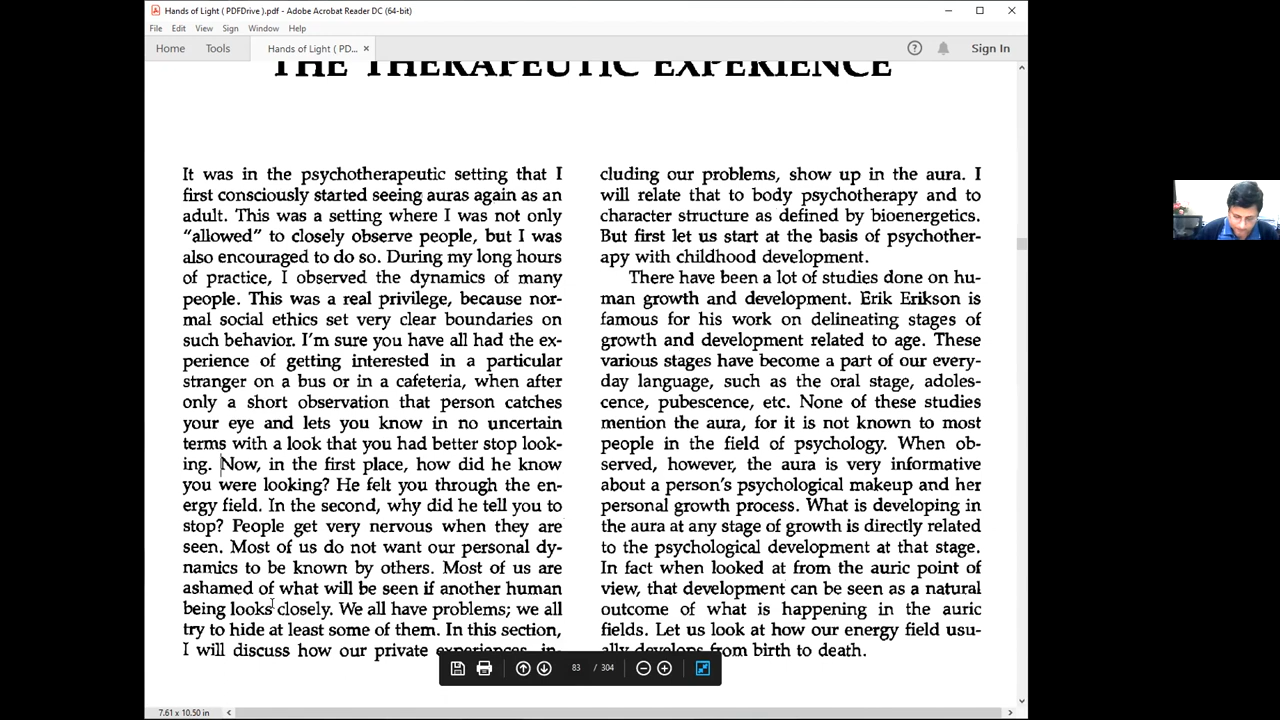 Hands of Light ( PDFDrive ).pdf - Adobe Acrobat Reader DC (64-bit)
File Edit View Sign Window Help
Home Tools Hands of Light ( PD... × Sign In
THE THERAPEUTIC EXPERIENCE
It was in the psychotherapeutic setting that I
first consciously started seeing auras again as an
adult. This was a setting where I was not only
“allowed” to closely observe people, but I was
also encouraged to do so. During my long hours
of practice, I observed the dynamics of many
people. This was a real privilege, because nor-
mal social ethics set very clear boundaries on
such behavior. I’m sure you have all had the ex-
perience of getting interested in a particular
stranger on a bus or in a cafeteria, when after
only a short observation that person catches
your eye and lets you know in no uncertain
terms with a look that you had better stop look-
ing. Now, in the first place, how did he know
you were looking? He felt you through the en-
ergy field. In the second, why did he tell you to
stop? People get very nervous when they are
seen. Most of us do not want our personal dy-
namics to be known by others. Most of us are
ashamed of what will be seen if another human
being looks closely. We all have problems; we all
try to hide at least some of them. In this section,
I will discuss how our private experiences, in-
cluding our problems, show up in the aura. I
will relate that to body psychotherapy and to
character structure as defined by bioenergetics.
But first let us start at the basis of psychother-
apy with childhood development.
There have been a lot of studies done on hu-
man growth and development. Erik Erikson is
famous for his work on delineating stages of
growth and development related to age. These
various stages have become a part of our every-
day language, such as the oral stage, adoles-
cence, pubescence, etc. None of these studies
mention the aura, for it is not known to most
people in the field of psychology. When ob-
served, however, the aura is very informative
about a person’s psychological makeup and her
personal growth process. What is developing in
the aura at any stage of growth is directly related
to the psychological development at that stage.
In fact when looked at from the auric point of
view, that development can be seen as a natural
outcome of what is happening in the auric
fields. Let us look at how our energy field usu-
ally develops from birth to death.
83 / 304
7.61 x 10.50 in